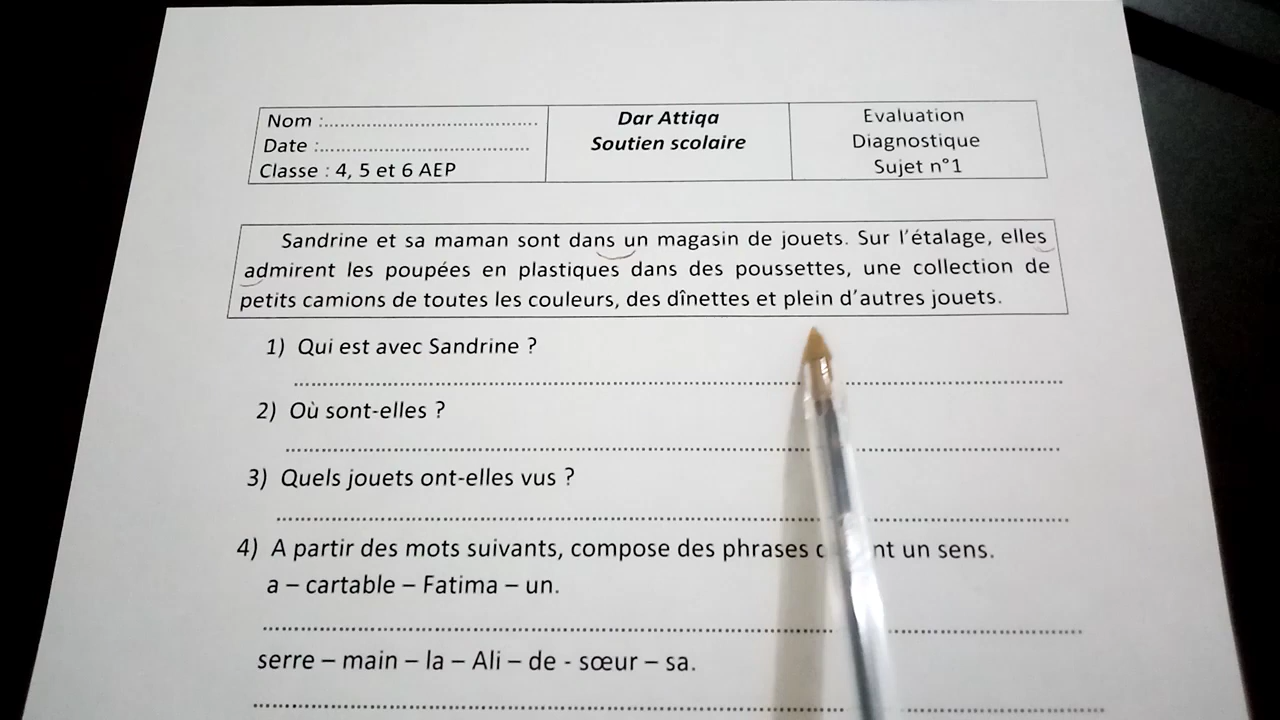 Nom :.......................................
Date :......................................
Classe : 4, 5 et 6 AEP
Dar Attiqa
Soutien scolaire
Evaluation
Diagnostique
Sujet n°1
Sandrine et sa maman sont dans un magasin de jouets. Sur l'étalage, elles
admirent les poupées en plastiques dans des poussettes, une collection de
petits camions de toutes les couleurs, des dînettes et plein d'autres jouets.
1) Qui est avec Sandrine ?
2) Où sont-elles ?
3) Quels jouets ont-elles vus ?
4) A partir des mots suivants, compose des phrases un sens.
a – cartable – Fatima – un.
serre – main – la – Ali – de - sœur – sa.